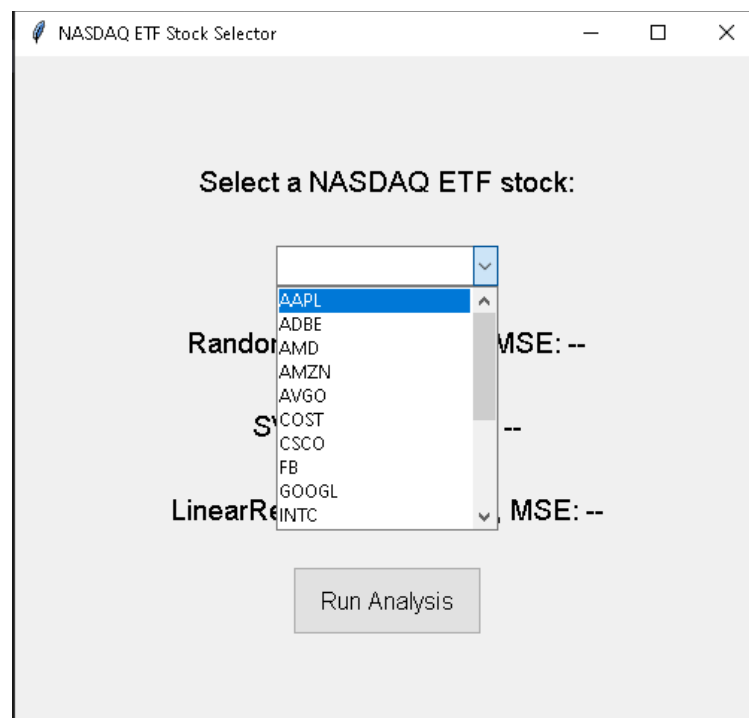 NASDAQ ETF Stock Selector
Select a NASDAQ ETF stock:
AAPL
ADBE
AMD
AMZN
AVGO
COST
CSCO
FB
GOOGL
INTC
MSE: --
--
LinearRe , MSE: --
Run Analysis